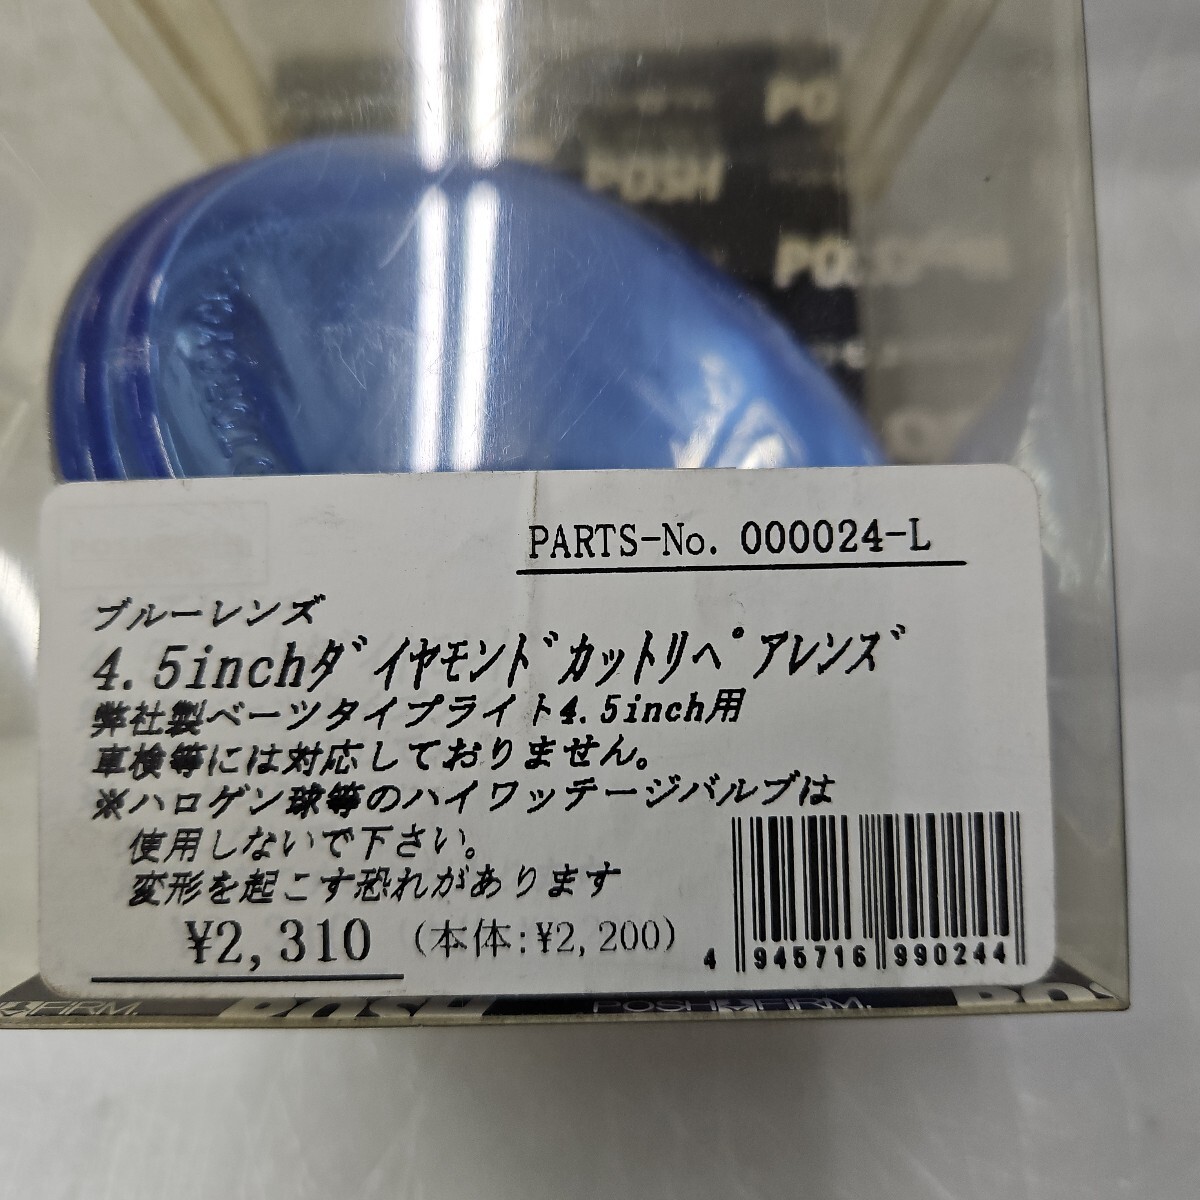 POSH
PARTS-No. 000024-L
ブルーレンズ
4.5inchﾀﾞｲﾔﾓﾝﾄﾞｶｯﾄﾘﾍﾟｱﾚﾝｽﾞ
弊社製ベーツタイプライト4.5inch用
車検等には対応しておりません。
※ハロゲン球等のハイワッテージバルブは
使用しないで下さい。
変形を起こす恐れがあります
¥2,310 (本体:¥2,200)
4 945716 990244
FIRM. POSH POSH FIRM. POSH